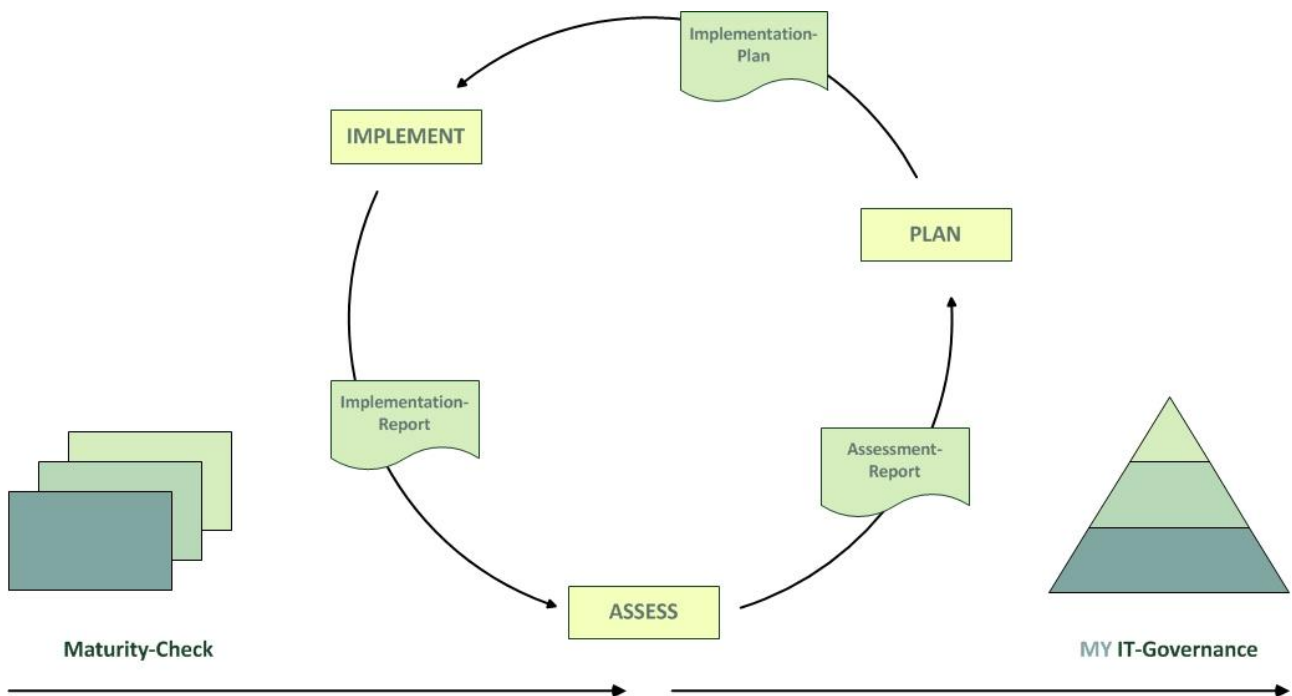 Implementation-
Plan
IMPLEMENT
PLAN
Implementation-
Report
Assessment-
Report
ASSESS
Maturity-Check
MY IT-Governance